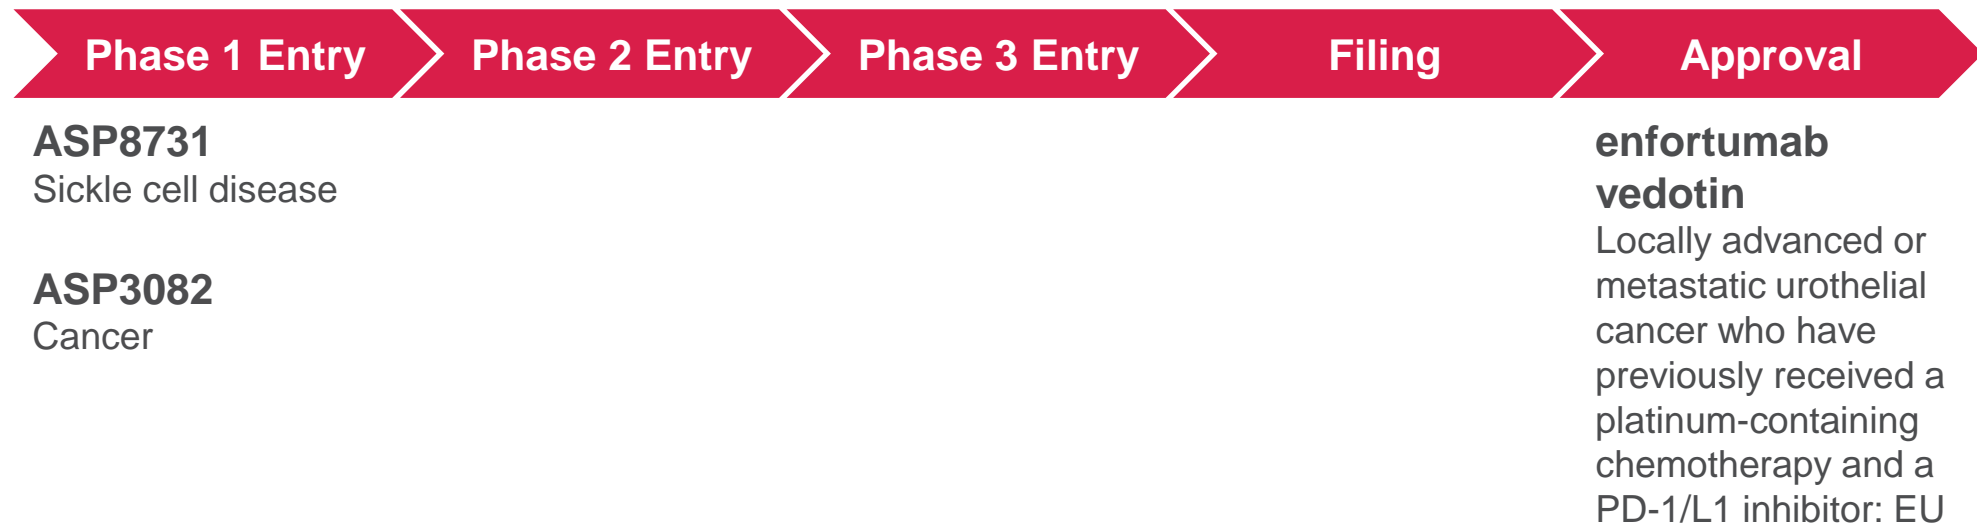 Phase 1 Entry
Phase 2 Entry
Phase 3 Entry
Filing
Approval
ASP8731
Sickle cell disease
ASP3082
Cancer
enfortumab
vedotin
Locally advanced or
metastatic urothelial
cancer who have
previously received a
platinum-containing
chemotherapy and a
PD-1/L1 inhibitor: EU